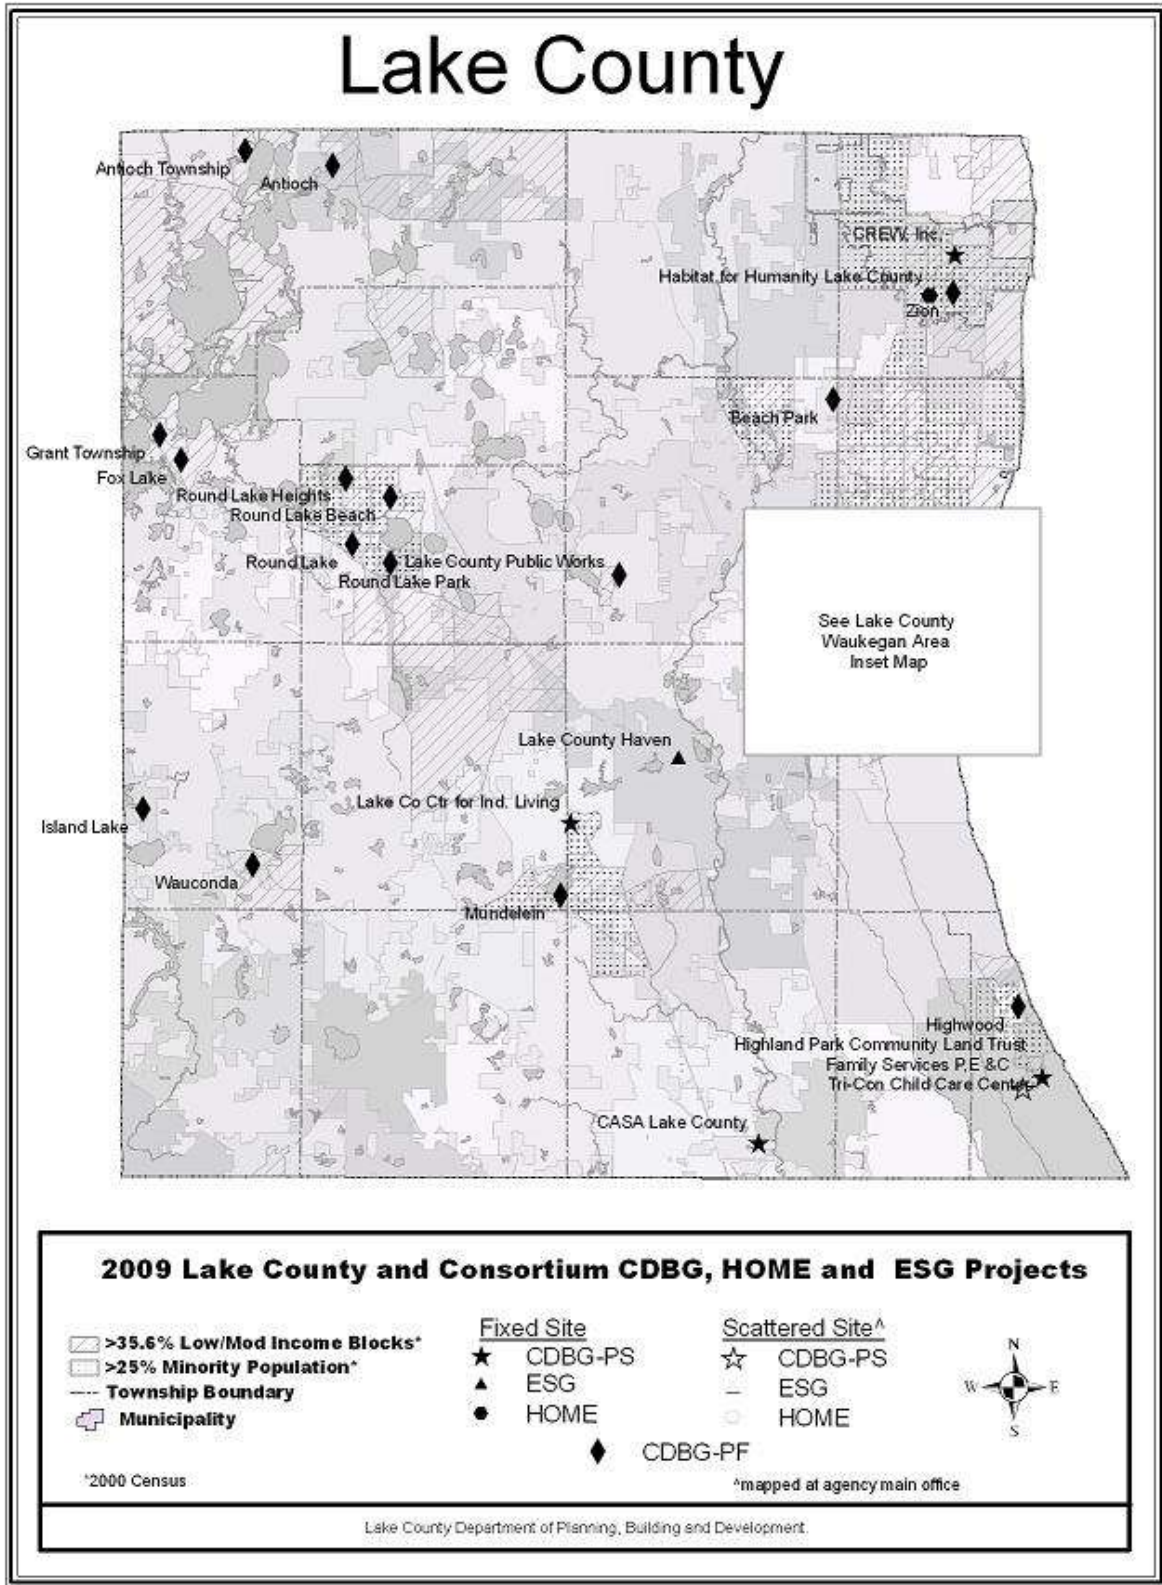 Lake County
Antioch Township
Antioch
CREW, Inc.
Habitat for Humanity Lake County
Zion
Beach Park
Grant Township
Fox Lake
Round Lake Heights
Round Lake Beach
Round Lake
Lake County Public Works
Round Lake Park
See Lake County
Waukegan Area
Inset Map
Lake County Haven
Lake Co Ctr for Ind. Living
Island Lake
Wauconda
Mundelein
Highwood
Highland Park Community Land Trust
Family Services P,E &C
Tri-Con Child Care Center
CASA Lake County
2009 Lake County and Consortium CDBG, HOME and ESG Projects
>35.6% Low/Mod Income Blocks*
>25% Minority Population*
Township Boundary
Municipality
*2000 Census
Fixed Site
CDBG-PS
ESG
HOME
Scattered Site^
CDBG-PS
ESG
HOME
CDBG-PF
^mapped at agency main office
N
W
E
S
Lake County Department of Planning, Building and Development.